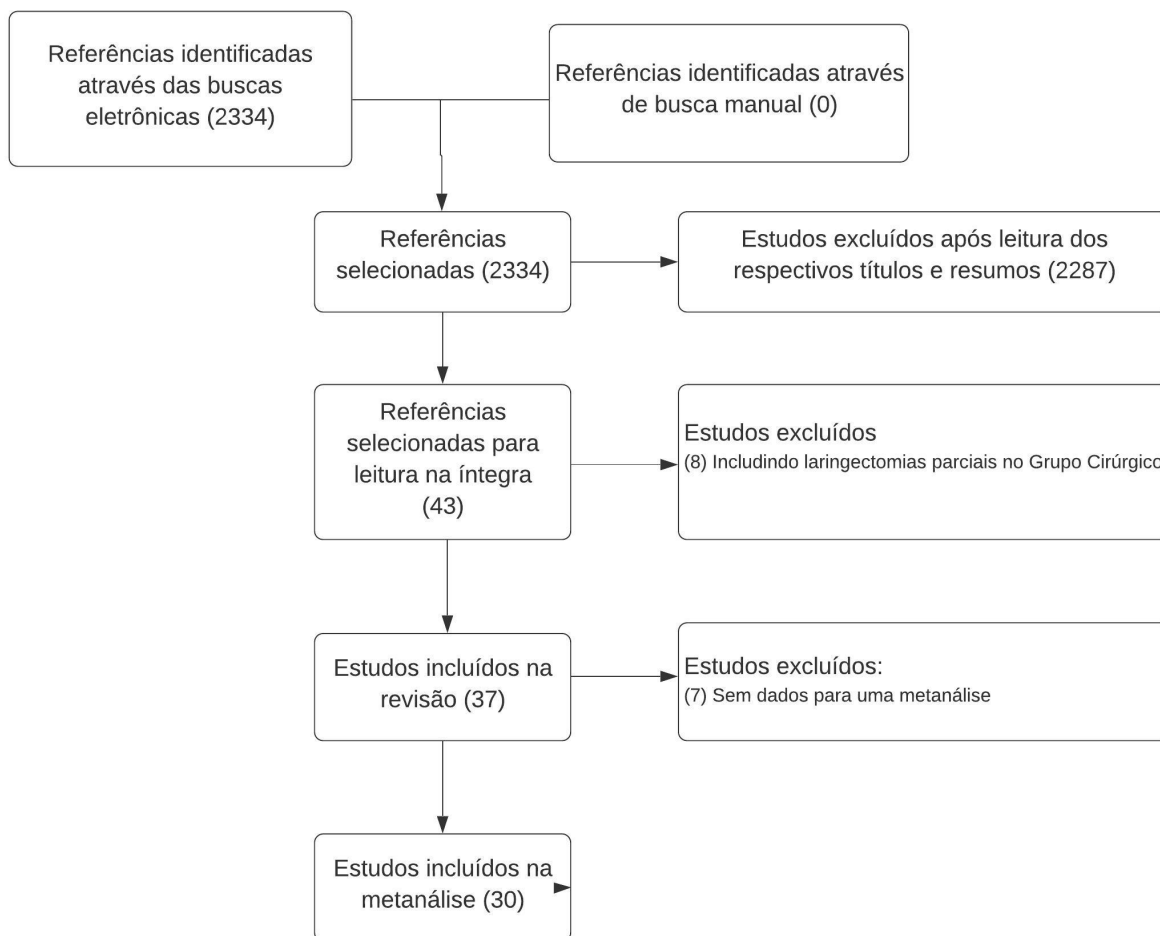 Referências identificadas
através das buscas
eletrônicas (2334)
Referências identificadas através
de busca manual (0)
Referências
selecionadas (2334)
Estudos excluídos após leitura dos
respectivos títulos e resumos (2287)
Referências
selecionadas para
leitura na íntegra
(43)
Estudos excluídos
(8) Includindo laringectomias parciais no Grupo Cirúrgico
Estudos incluídos na
revisão (37)
Estudos excluídos:
(7) Sem dados para uma metanálise
Estudos incluídos na
metanálise (30)